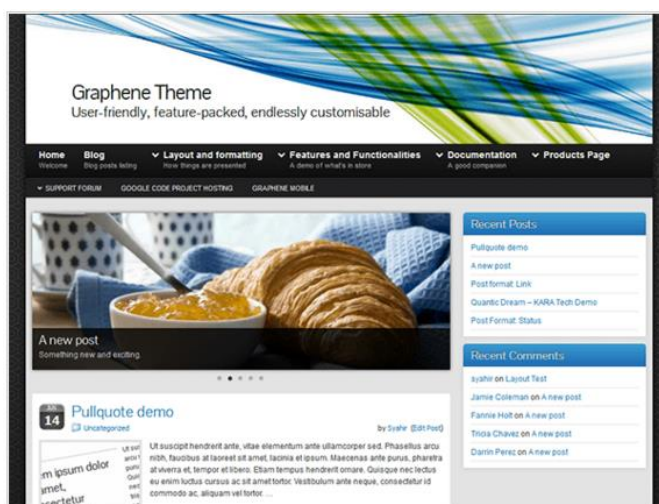 Graphene Theme
User-friendly, feature-packed, endlessly customisable
Home Blog Layout and formatting Features and Functionalities Documentation Products Page
Welcome Blog posts listing How things are presented A demo of what's in store A good companion
SUPPORT FORUM GOOGLE CODE PROJECT HOSTING GRAPHENE MOBILE
A new post
Something new and exciting.
14
Pullquote demo
Uncategorized
by Syahir (Edit Post)
m ipsum dolor
amet,
sectetur
Ut suscipit hendrerit ante, vitae elementum ante ullamcorper sed. Phasellus arcu
nibh, faucibus at laoreet sit amet, lacinia et ipsum. Maecenas ante purus, pharetra
at viverra et, tempor et libero. Etiam tempus hendrerit ornare. Quisque nec lectus
eu enim luctus cursus ac sit amet tortor. Vestibulum ante neque, consectetur id
commodo ac, aliquam vel tortor. ...
Recent Posts
Pullquote demo
A new post
Post format: Link
Quantic Dream – KARA Tech Demo
Post Format: Status
Recent Comments
syahir on Layout Test
Jamie Coleman on A new post
Fannie Holt on A new post
Tricia Chavez on A new post
Darrin Perez on A new post